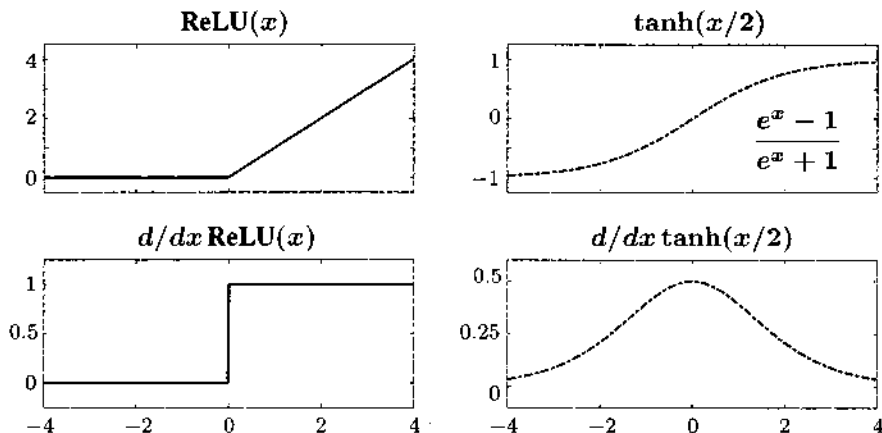 ReLU(x)
4
2
0
tanh(x/2)
1
0
−1
e^x − 1
e^x + 1
d/dx ReLU(x)
1
0.5
0
−4 −2 0 2 4
d/dx tanh(x/2)
0.5
0.25
0
−4 −2 0 2 4